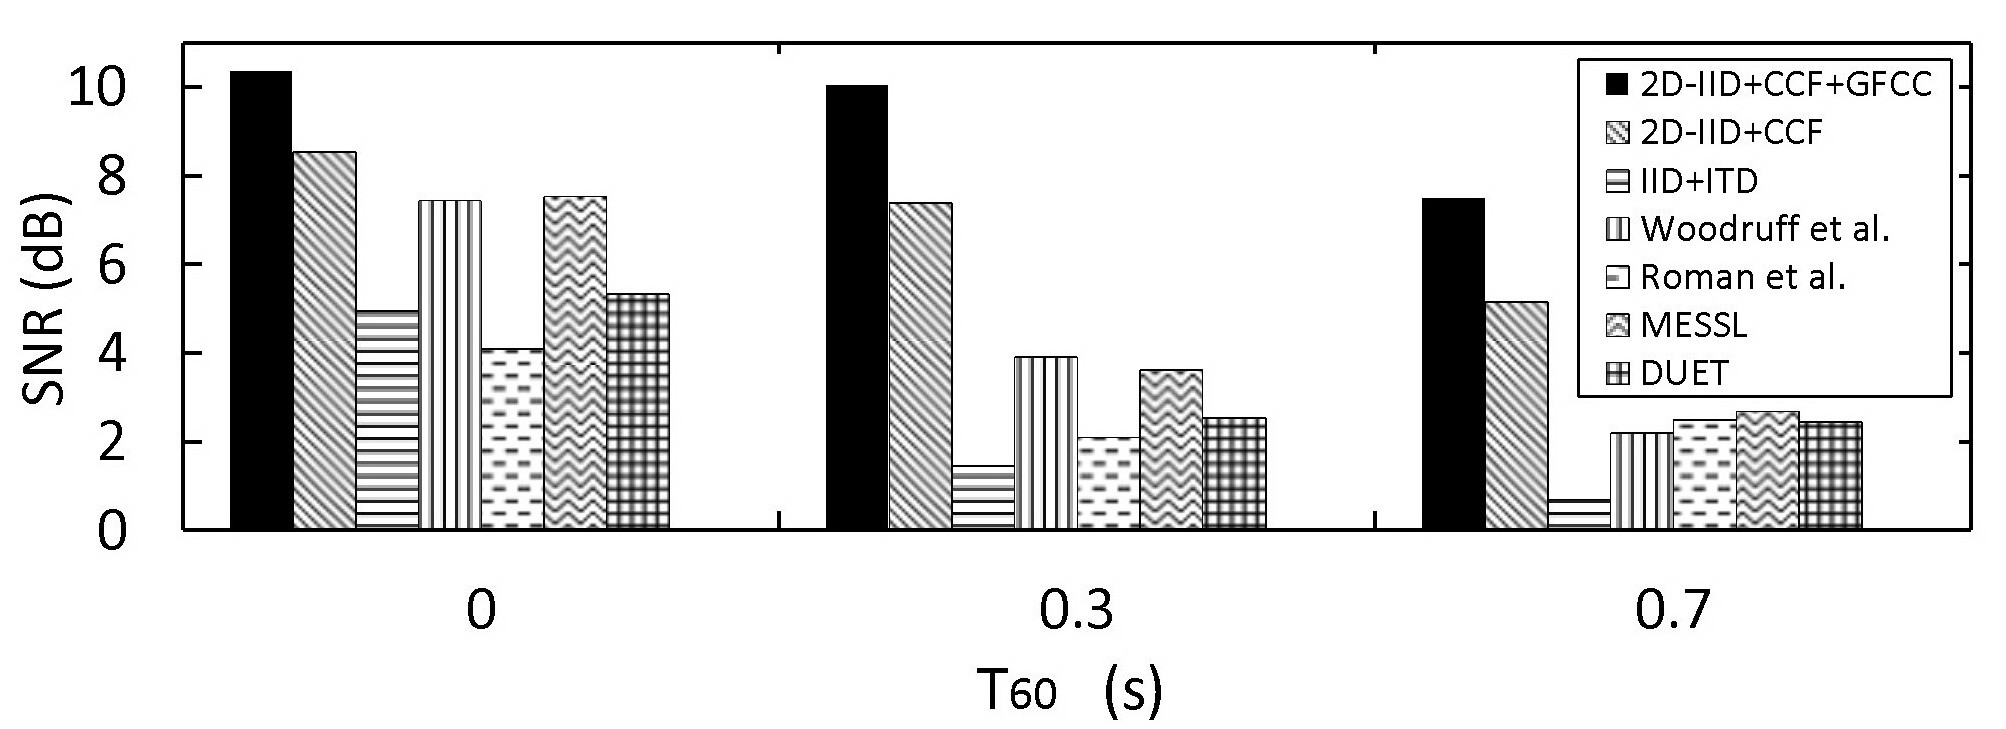 SNR (dB)
10
8
6
4
2
0
2D-IID+CCF+GFCC
2D-IID+CCF
IID+ITD
Woodruff et al.
Roman et al.
MESSL
DUET
0 0.3 0.7
T60 (s)